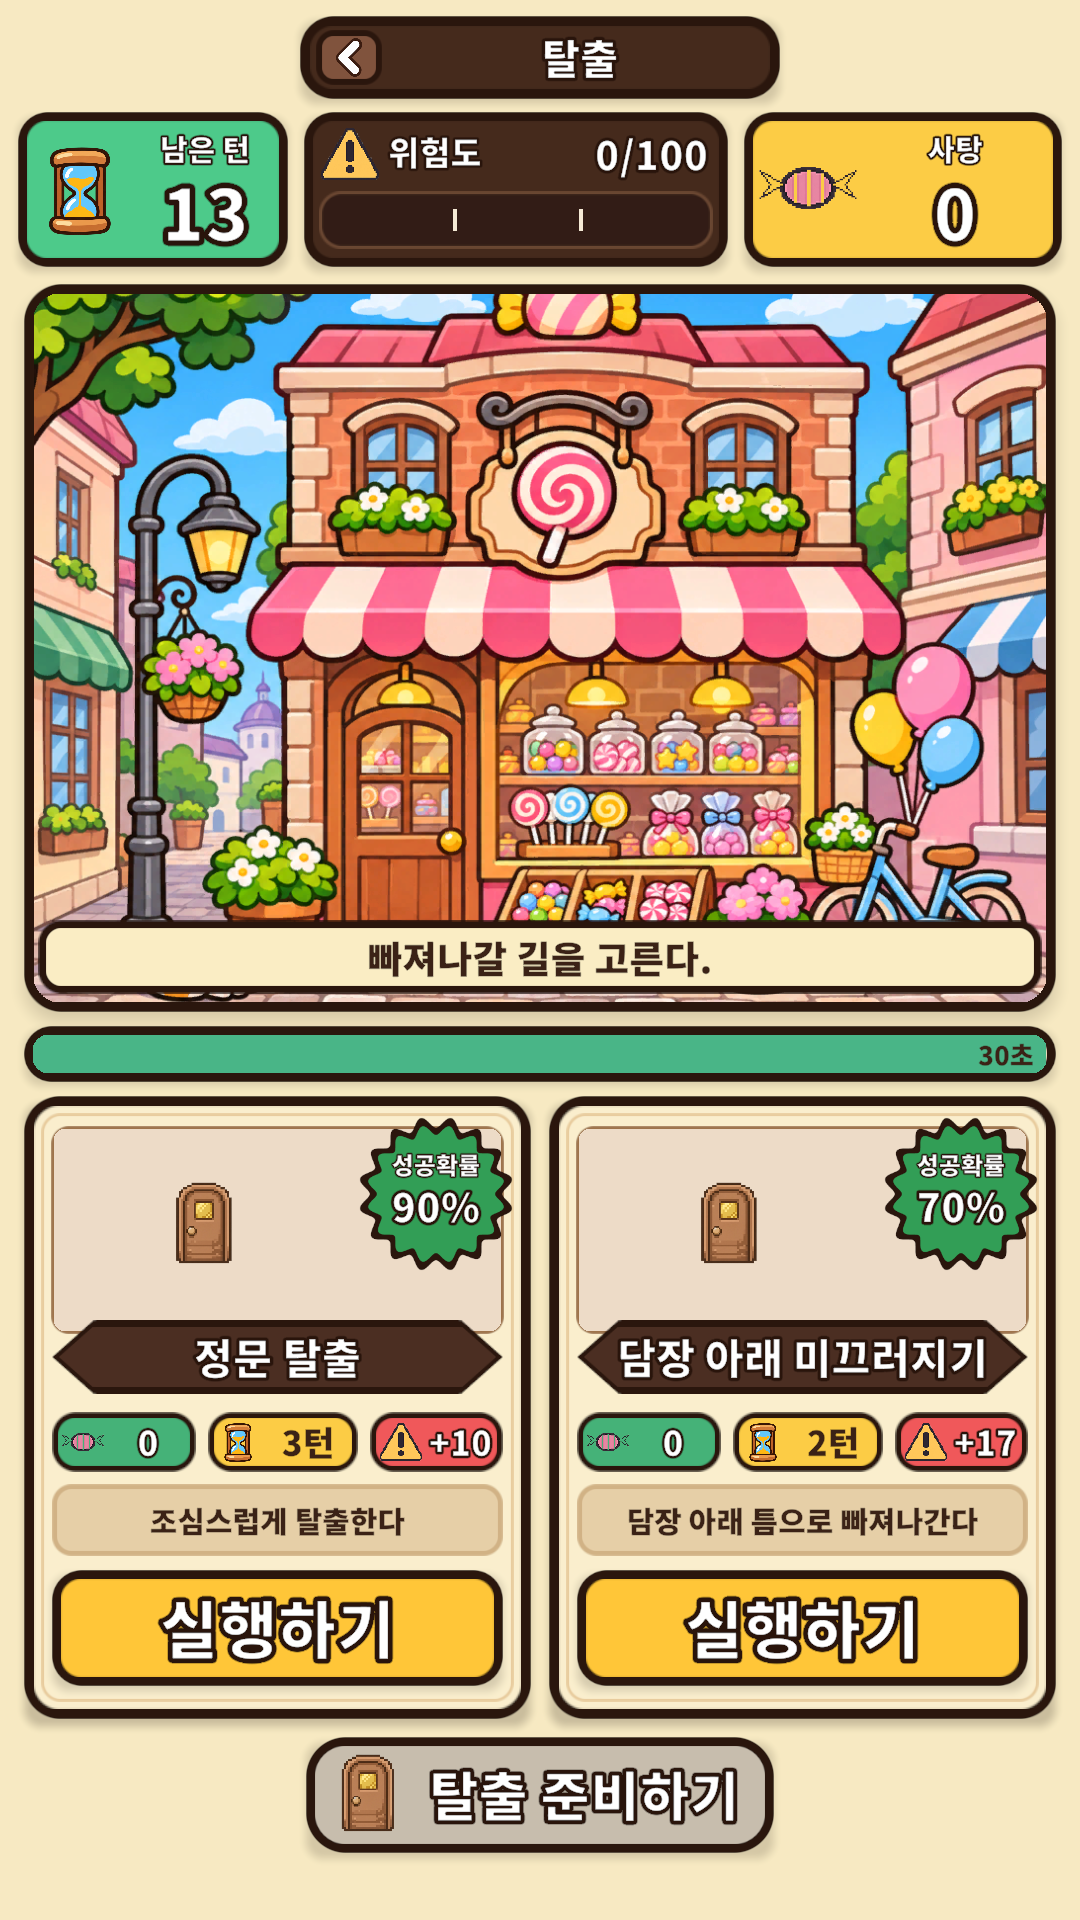 탈출
남은 턴
13
위험도
0/100
사탕
0
빠져나갈 길을 고른다.
30초
성공확률
90%
정문 탈출
0
3턴
+10
조심스럽게 탈출한다
실행하기
성공확률
70%
담장 아래 미끄러지기
0
2턴
+17
담장 아래 틈으로 빠져나간다
실행하기
탈출 준비하기